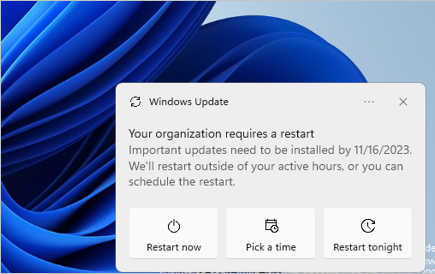 Windows Update
Your organization requires a restart
Important updates need to be installed by 11/16/2023.
We'll restart outside of your active hours, or you can
schedule the restart.
Restart now
Pick a time
Restart tonight